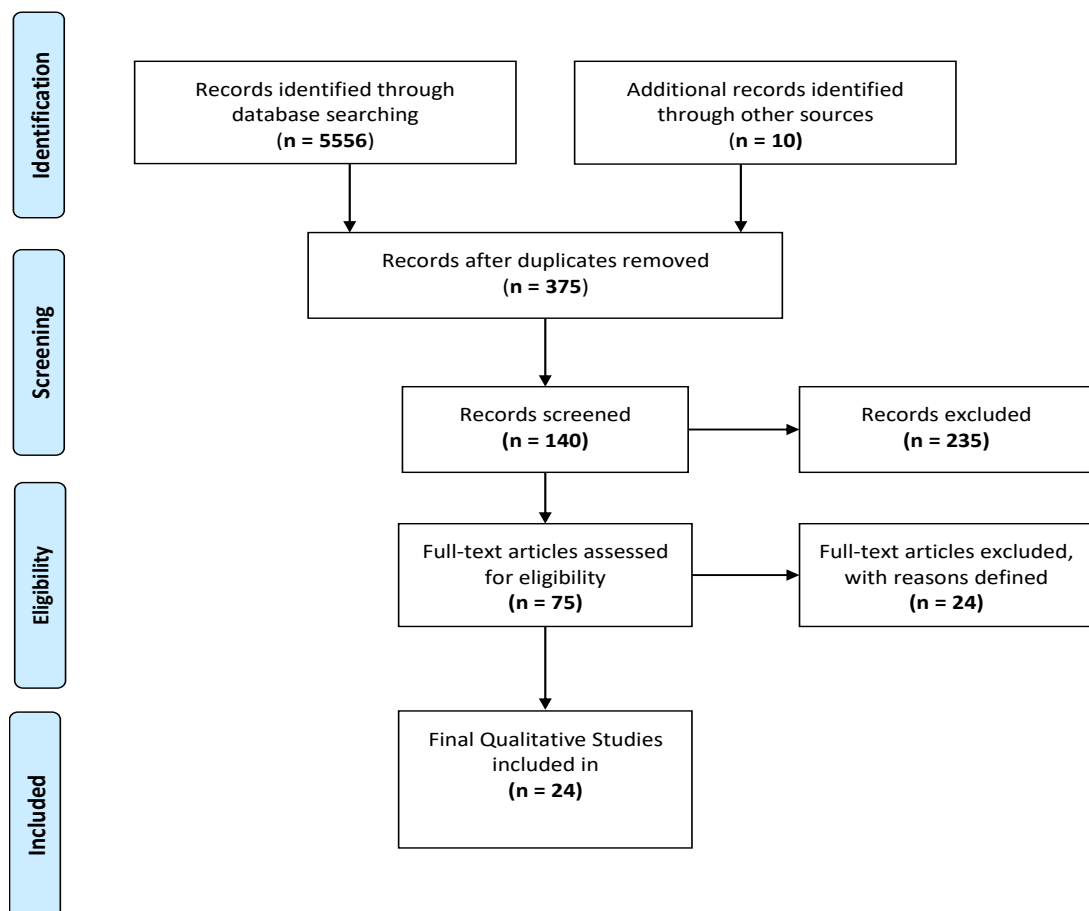 Identification
Records identified through
database searching
(n = 5556)
Additional records identified
through other sources
(n = 10)
Screening
Records after duplicates removed
(n = 375)
Records screened
(n = 140)
Records excluded
(n = 235)
Eligibility
Full-text articles assessed
for eligibility
(n = 75)
Full-text articles excluded,
with reasons defined
(n = 24)
Included
Final Qualitative Studies
included in
(n = 24)